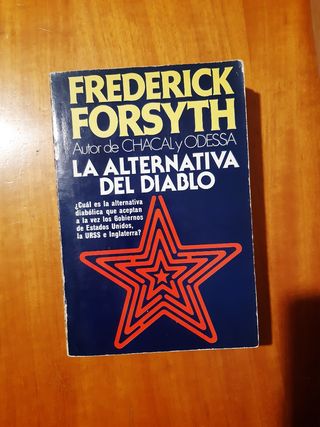 FREDERICK
FORSYTH
Autor de CHACAL y ODESSA
LA ALTERNATIVA
DEL DIABLO
¿Cuál es la alternativa
diabólica que aceptan
a la vez los Gobiernos
de Estados Unidos,
la URSS e Inglaterra?